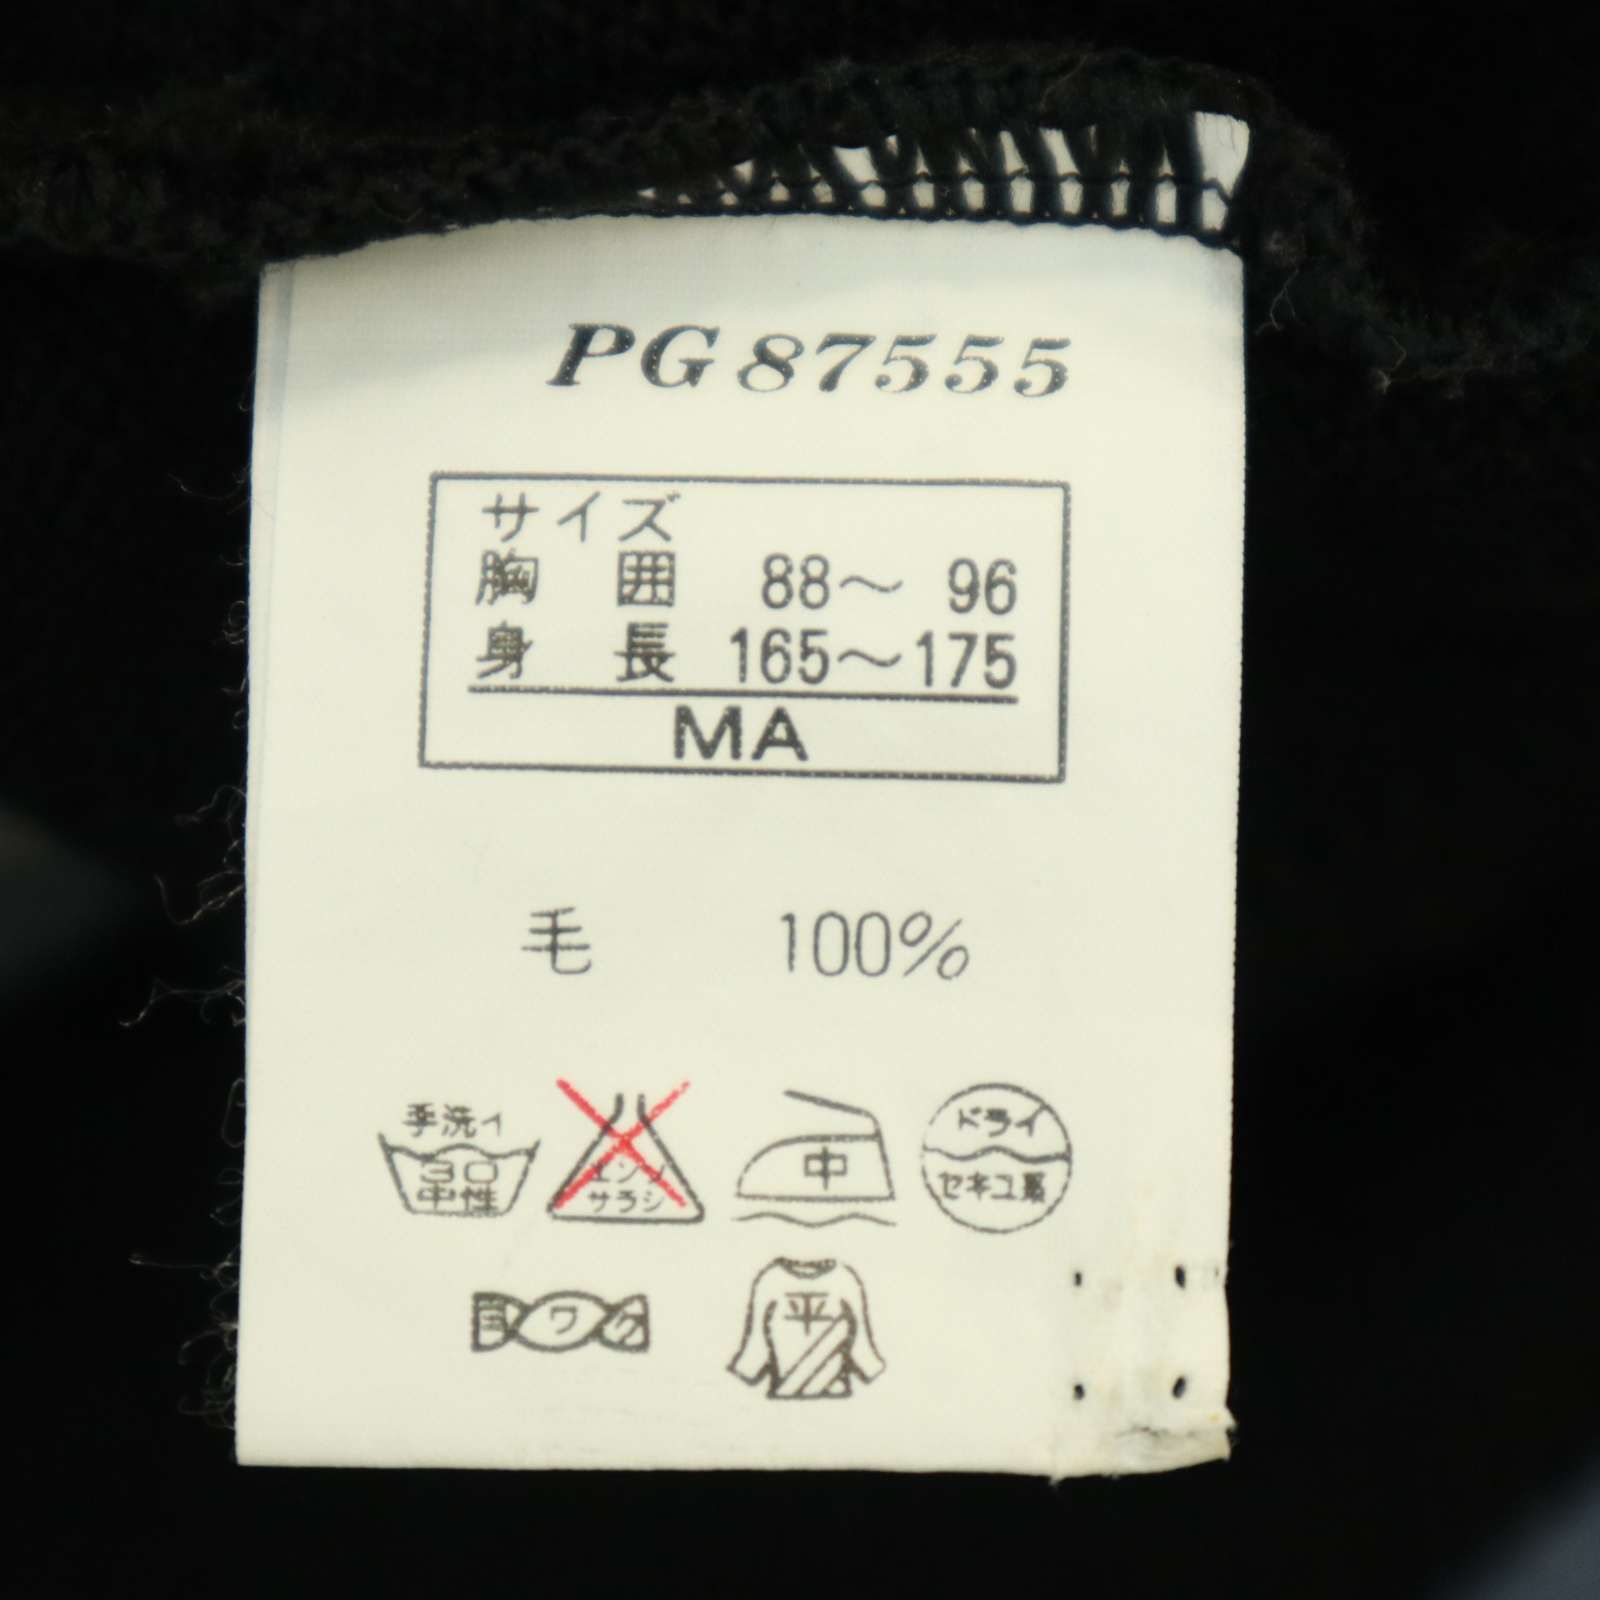 PG87555
サイズ
胸囲 88～96
身長 165～175
MA
毛 100%
手洗イ
30
中性
エンソ
サラシ
中
ドライ
セキユ系
ワ
平